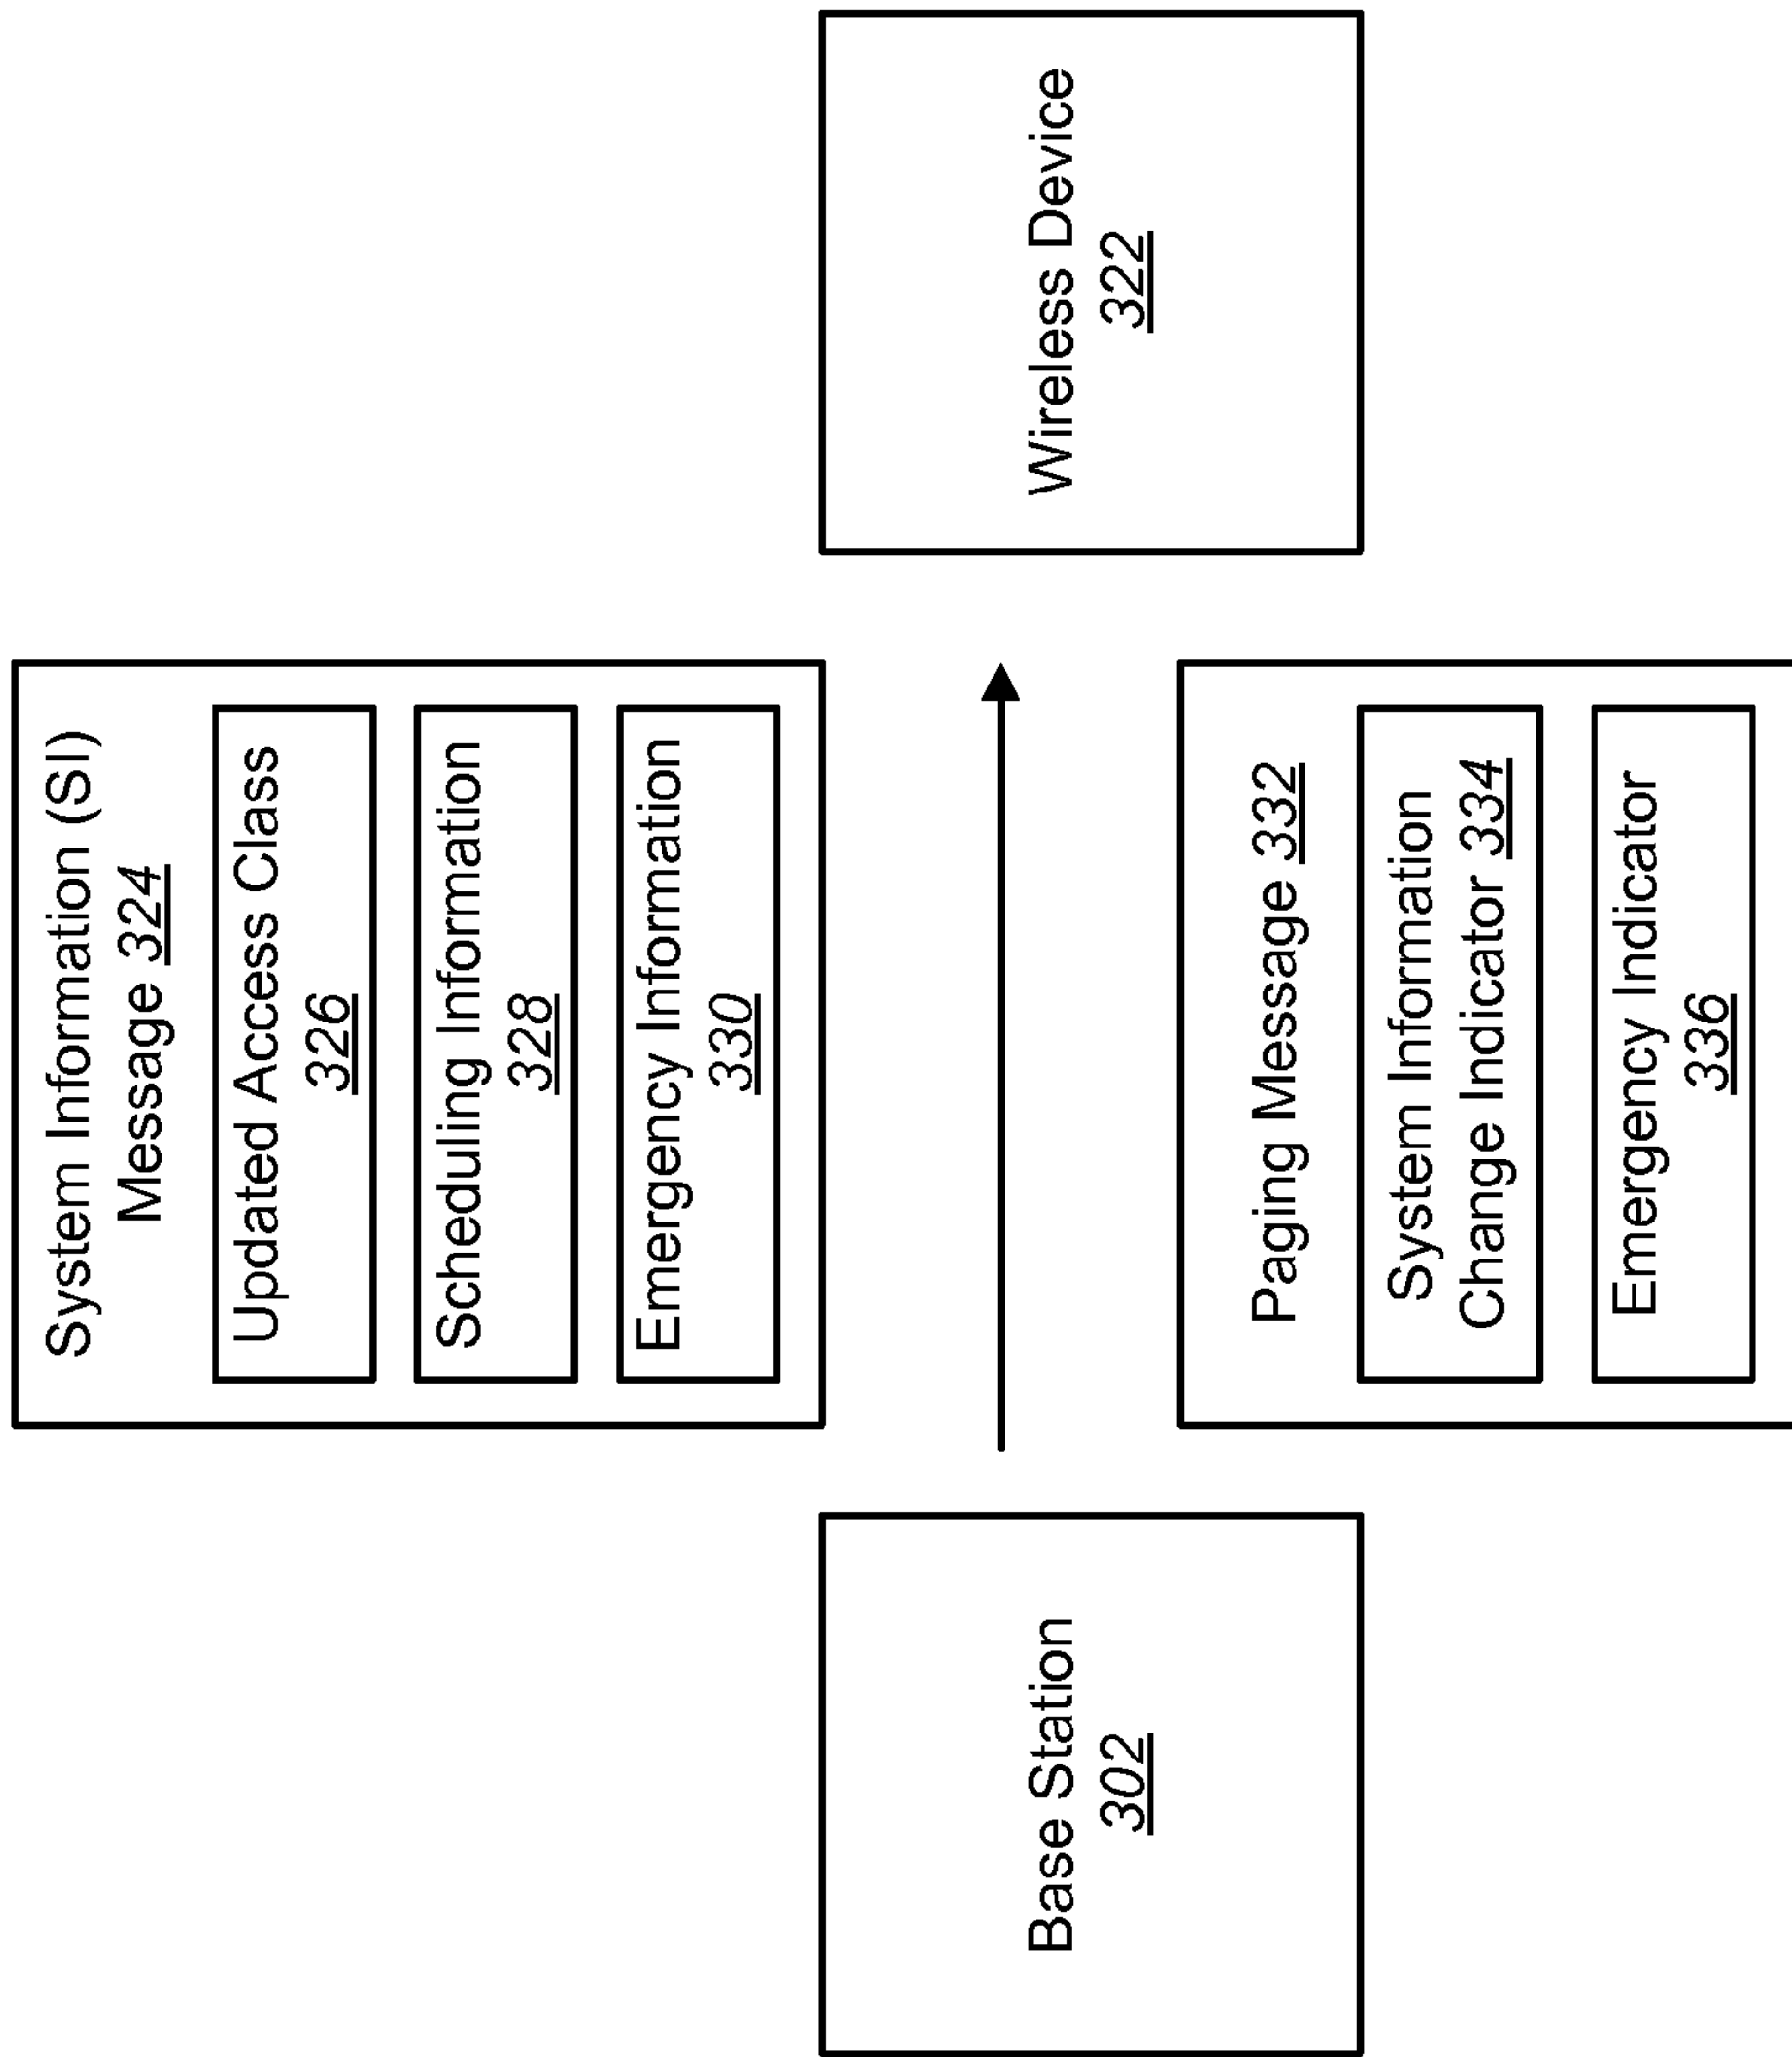 System Information (SI)
Message 324
Updated Access Class
326
Scheduling Information
328
Emergency Information
330
Base Station
302
Wireless Device
322
Paging Message 332
System Information
Change Indicator 334
Emergency Indicator
336